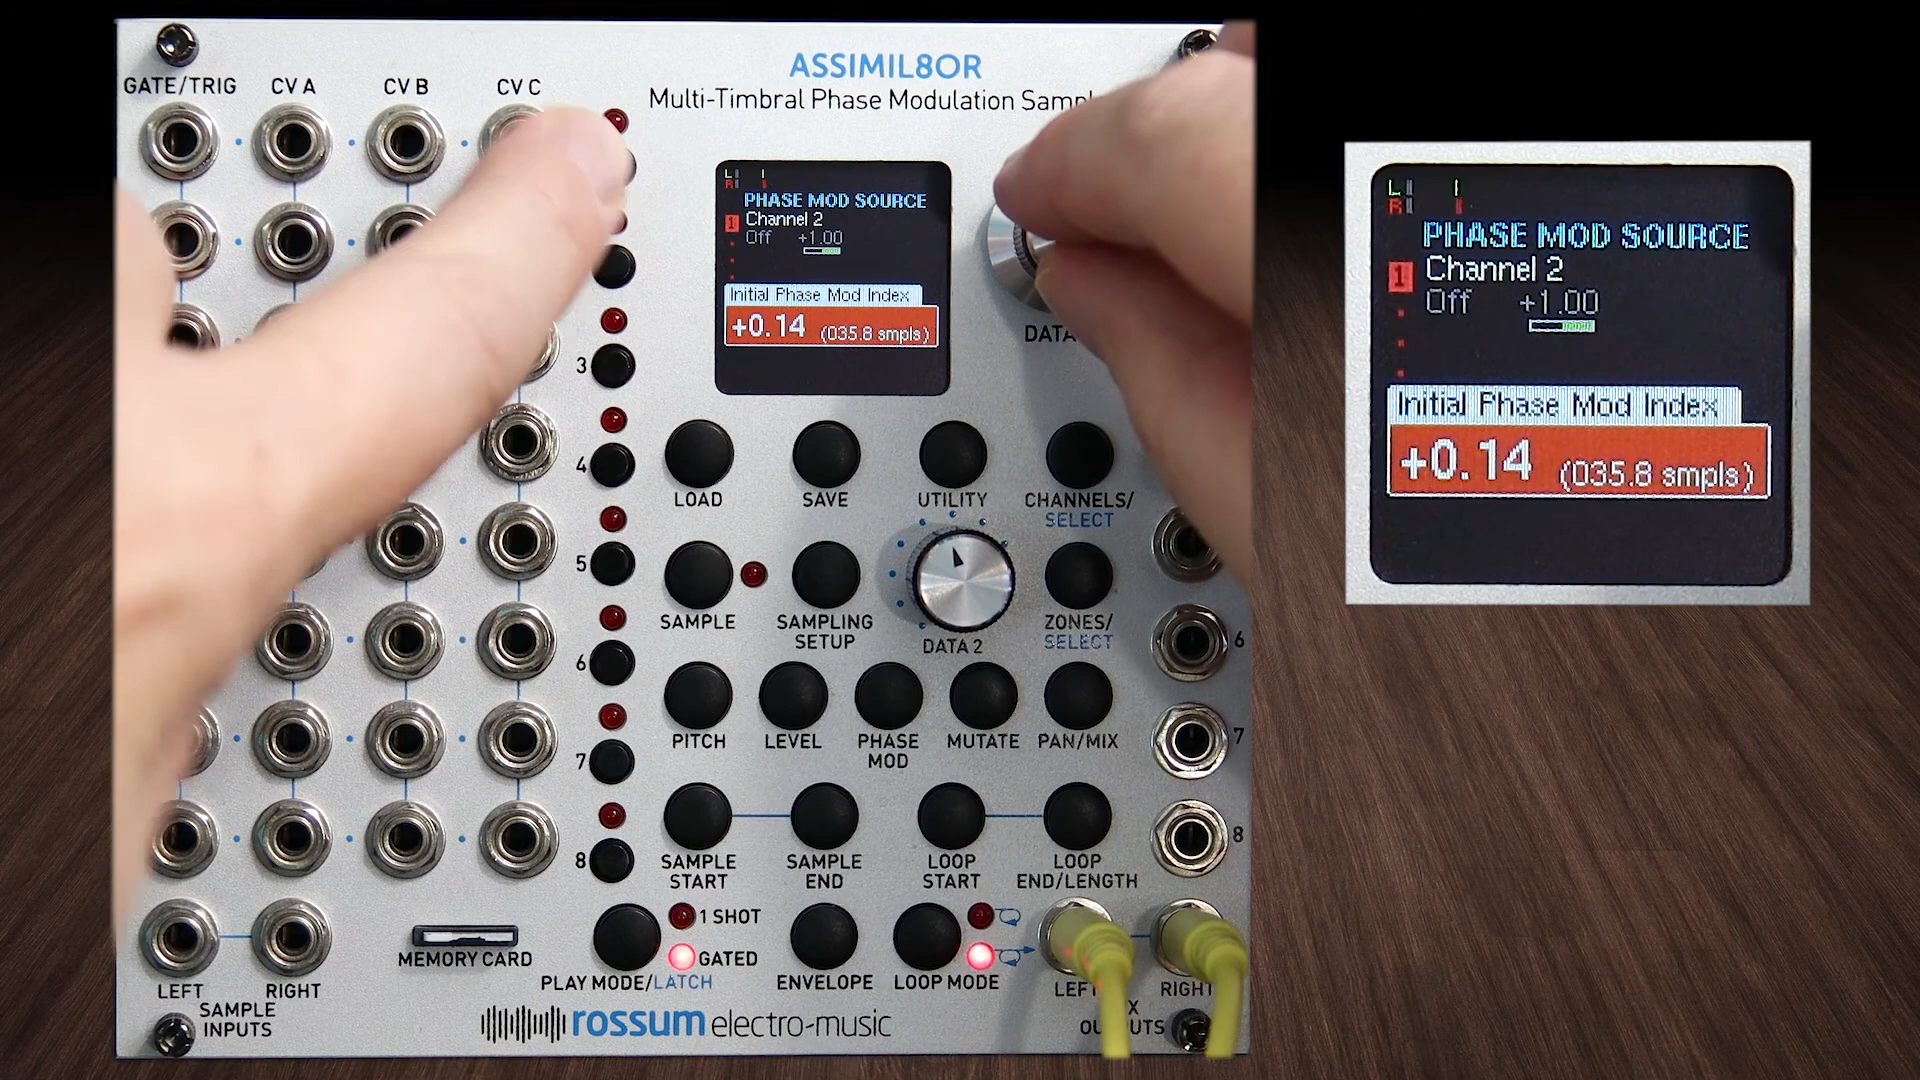 ASSIMIL8OR
Multi-Timbral Phase Modulation
GATE/TRIG
CV A
CV B
CV C
L
R
PHASE MOD SOURCE
1
Channel 2
Off +1.00
Initial Phase Mod Index
+0.14 (035.8 smpls)
L
R
PHASE MOD SOURCE
1
Channel 2
Off +1.00
Initial Phase Mod Index
+0.14 (035.8 smpls)
DATA
3
4
5
6
7
8
LOAD
SAVE
UTILITY
CHANNELS/
SELECT
SAMPLE
SAMPLING
SETUP
DATA 2
ZONES/
SELECT
6
PITCH
LEVEL
PHASE
MOD
MUTATE
PAN/MIX
7
SAMPLE
START
SAMPLE
END
LOOP
START
LOOP
END/LENGTH
8
1 SHOT
GATED
PLAY MODE/LATCH
ENVELOPE
LOOP MODE
MEMORY CARD
LEFT
RIGHT
SAMPLE
INPUTS
RIGHT
rossum electro-music